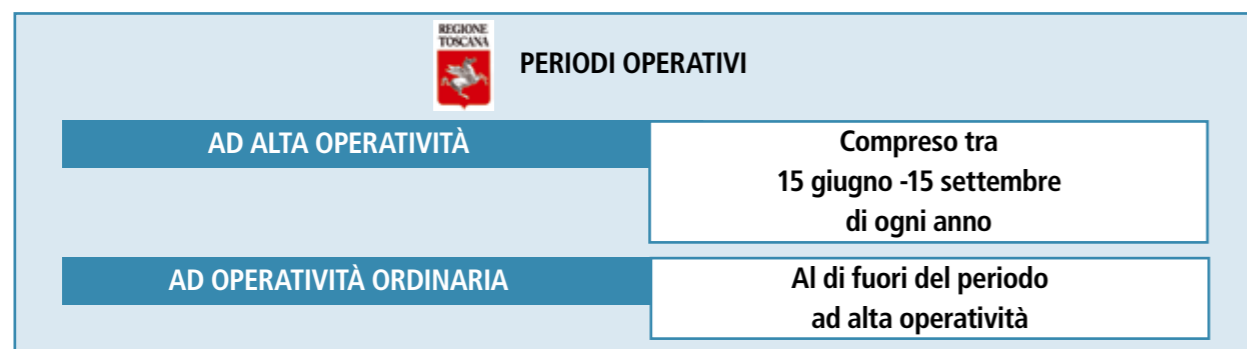 REGIONE
TOSCANA
PERIODI OPERATIVI
AD ALTA OPERATIVITÀ
Compreso tra
15 giugno -15 settembre
di ogni anno
AD OPERATIVITÀ ORDINARIA
Al di fuori del periodo
ad alta operatività